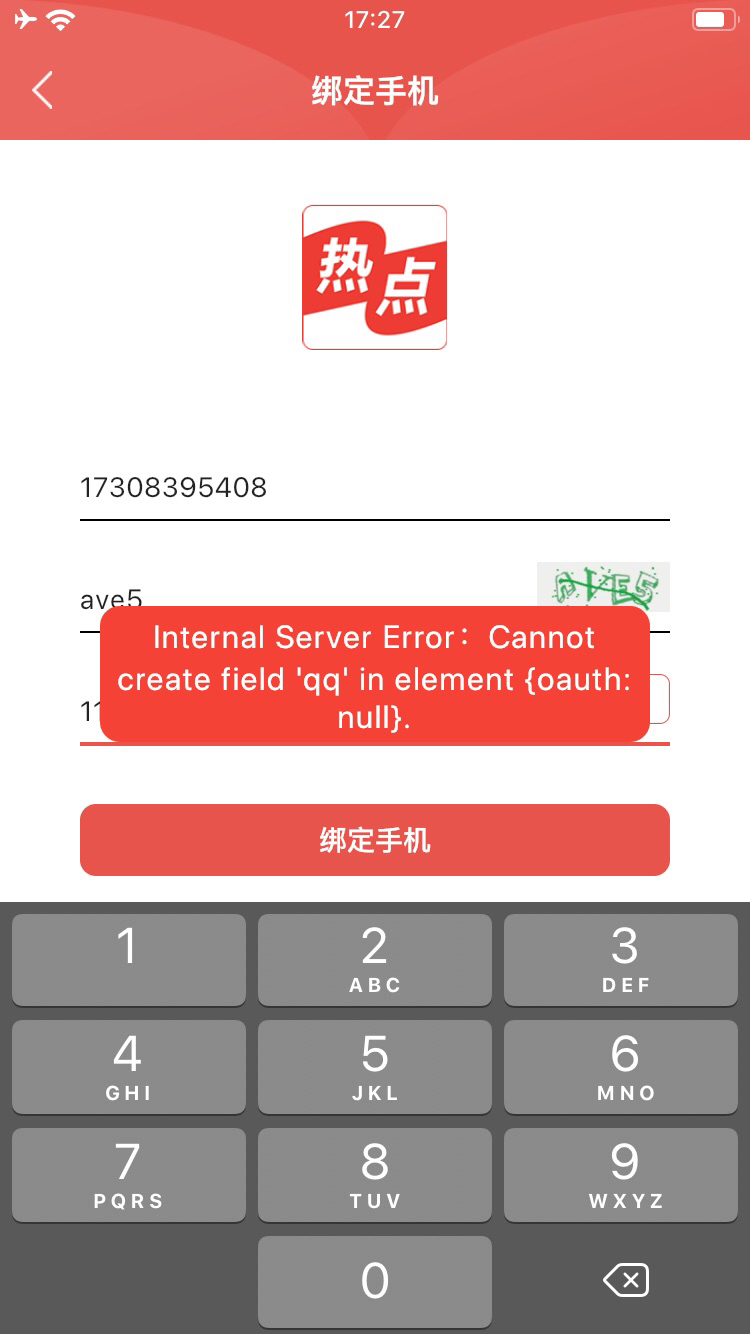 17:27
绑定手机
热点
17308395408
ave5
AVE5
Internal Server Error：Cannot
create field 'qq' in element {oauth:
null}.
11
绑定手机
1
2
3
ABC
DEF
4
5
6
GHI
JKL
MNO
7
8
9
PQRS
TUV
WXYZ
0